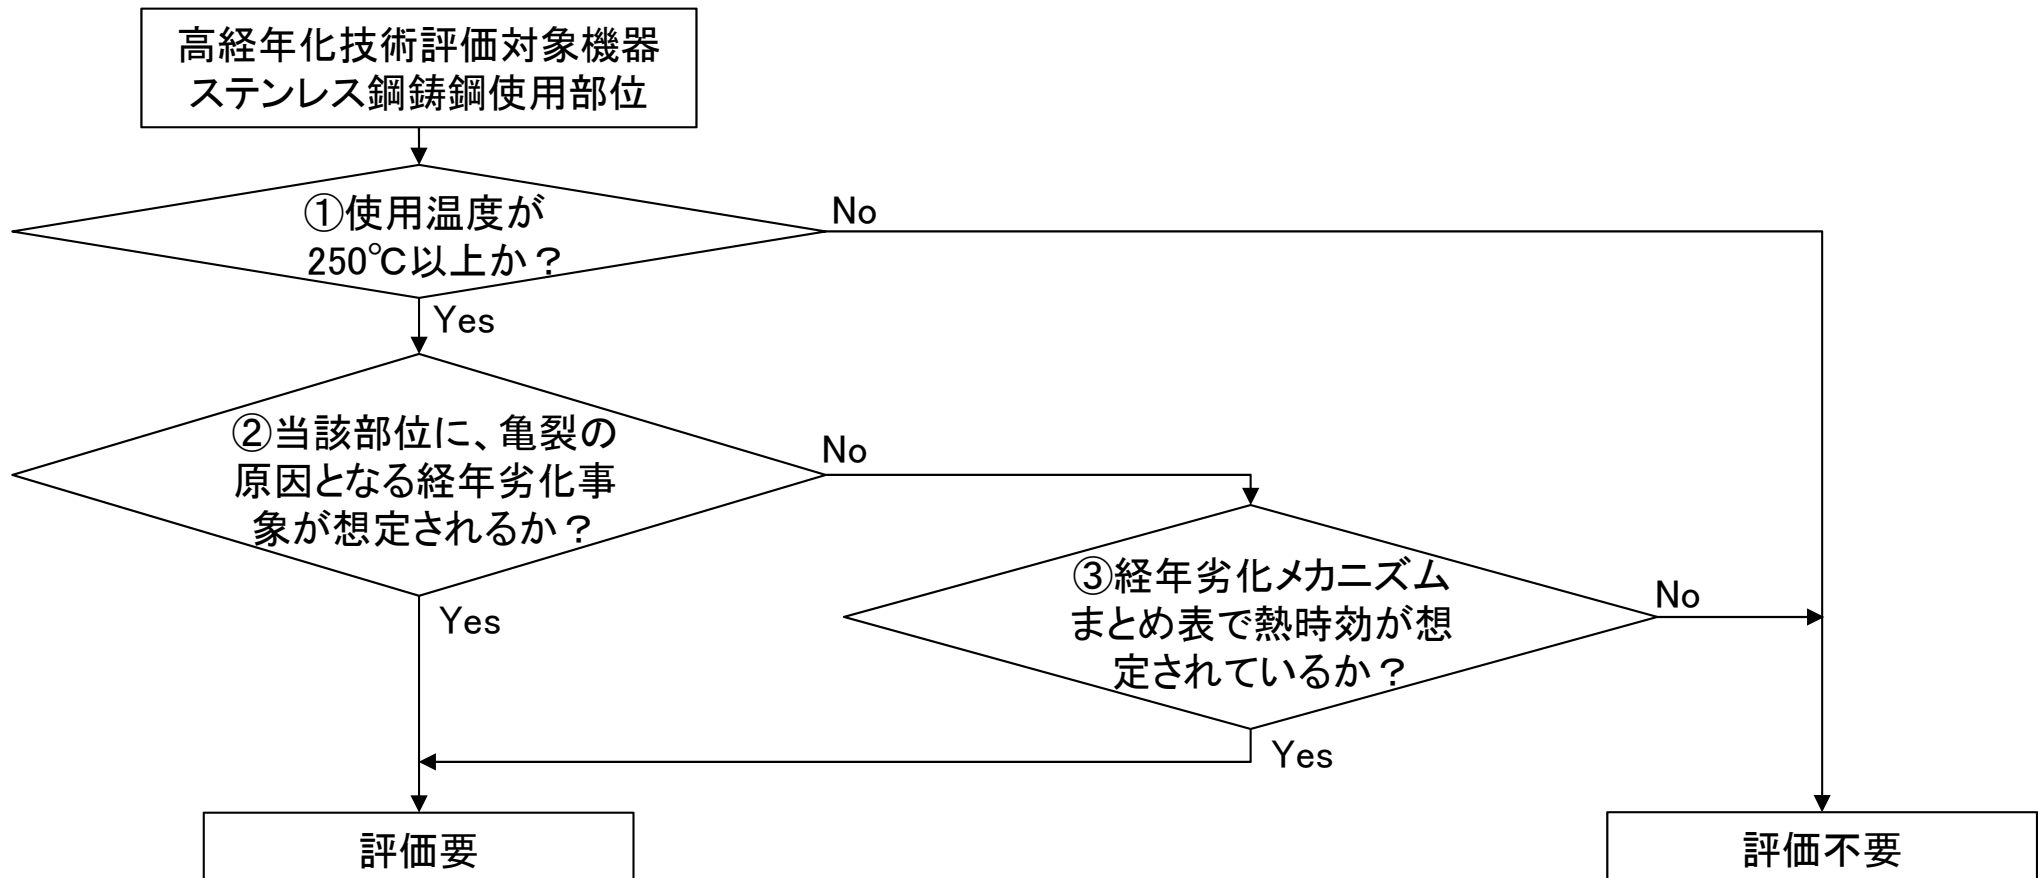 高経年化技術評価対象機器
ステンレス鋼鋳鋼使用部位
①使用温度が
250℃以上か？
No
Yes
②当該部位に、亀裂の
原因となる経年劣化事
象が想定されるか？
No
Yes
③経年劣化メカニズム
まとめ表で熱時効が想
定されているか？
No
Yes
評価要
評価不要